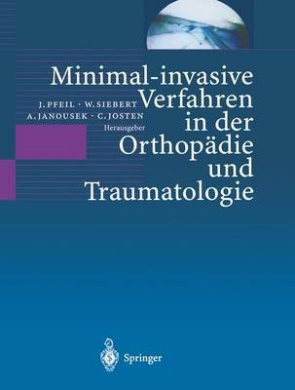 Minimal-invasive
J. PFEIL · W. SIEBERT
A. JANOUSEK · C. JOSTEN
Herausgeber
Verfahren
in der
Orthopädie
und
Traumatologie
Springer